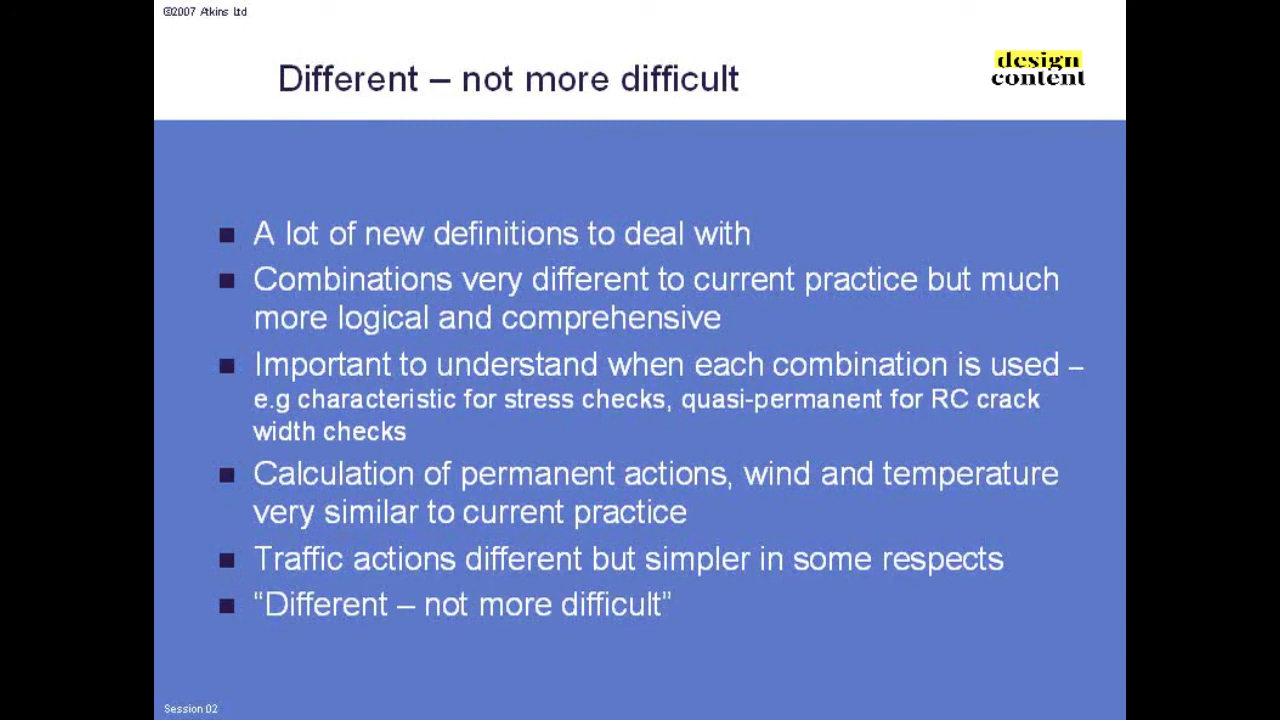 ©2007 Atkins Ltd
Different – not more difficult
design
content
A lot of new definitions to deal with
Combinations very different to current practice but much
more logical and comprehensive
Important to understand when each combination is used –
e.g characteristic for stress checks, quasi-permanent for RC crack
width checks
Calculation of permanent actions, wind and temperature
very similar to current practice
Traffic actions different but simpler in some respects
“Different – not more difficult”
Session 02